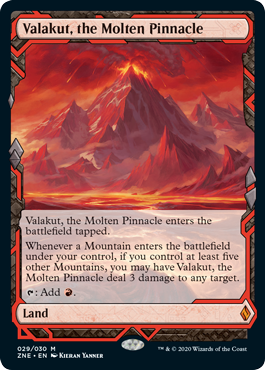 Valakut, the Molten Pinnacle
Valakut, the Molten Pinnacle enters the
battlefield tapped.
Whenever a Mountain enters the battlefield
under your control, if you control at least five
other Mountains, you may have Valakut, the
Molten Pinnacle deal 3 damage to any target.
: Add .
Land
029/030 M
ZNE • EN Kieran Yanner
™ & © 2020 Wizards of the Coast